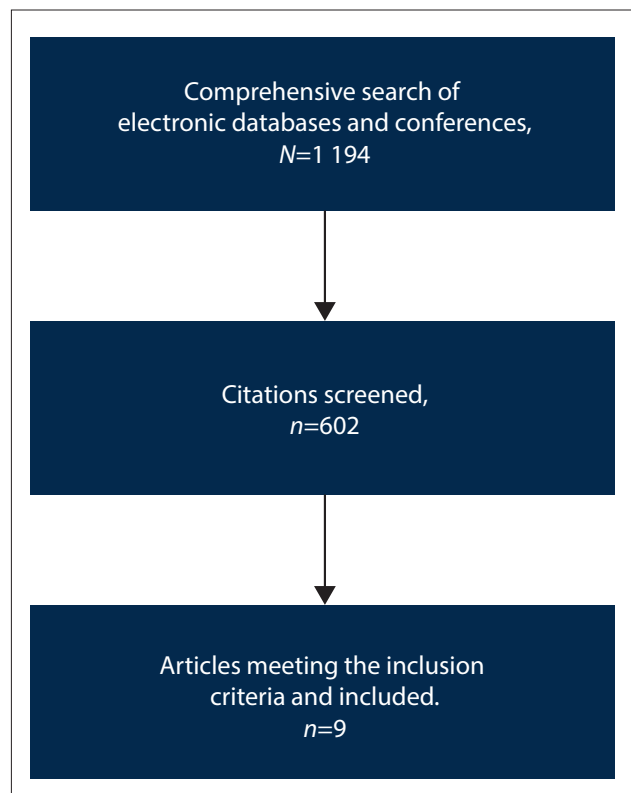 Comprehensive search of
electronic databases and conferences,
N=1 194
Citations screened,
n=602
Articles meeting the inclusion
criteria and included.
n=9